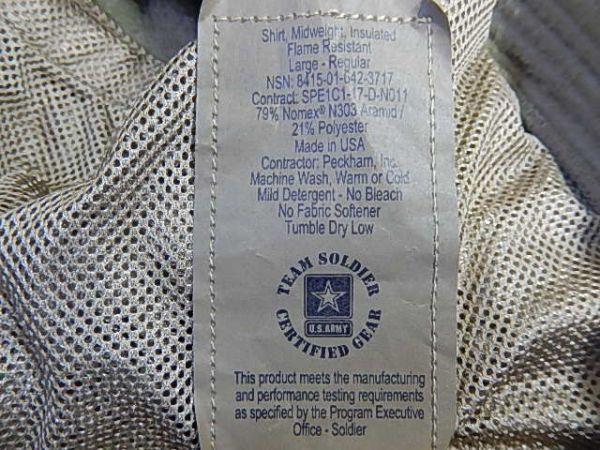 Shirt, Midweight, Insulated
Flame Resistant
Large - Regular
NSN: 8415-01-642-3717
Contract: SPE1C1-17-D-N011
79% Nomex® N303 Aramid /
21% Polyester
Made in USA
Contractor: Peckham, Inc.
Machine Wash, Warm or Cold
Mild Detergent - No Bleach
No Fabric Softener
Tumble Dry Low
TEAM SOLDIER
U.S.ARMY
CERTIFIED GEAR
This product meets the manufacturing
and performance testing requirements
as specified by the Program Executive
Office - Soldier